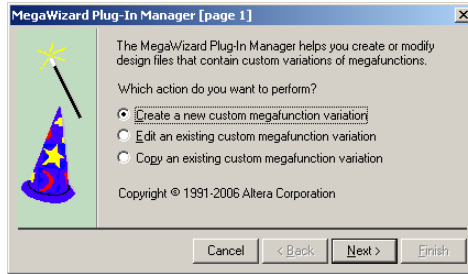 MegaWizard Plug-In Manager [page 1]
The MegaWizard Plug-In Manager helps you create or modify
design files that contain custom variations of megafunctions.
Which action do you want to perform?
Create a new custom megafunction variation
Edit an existing custom megafunction variation
Copy an existing custom megafunction variation
Copyright © 1991-2006 Altera Corporation
Cancel < Back Next > Finish